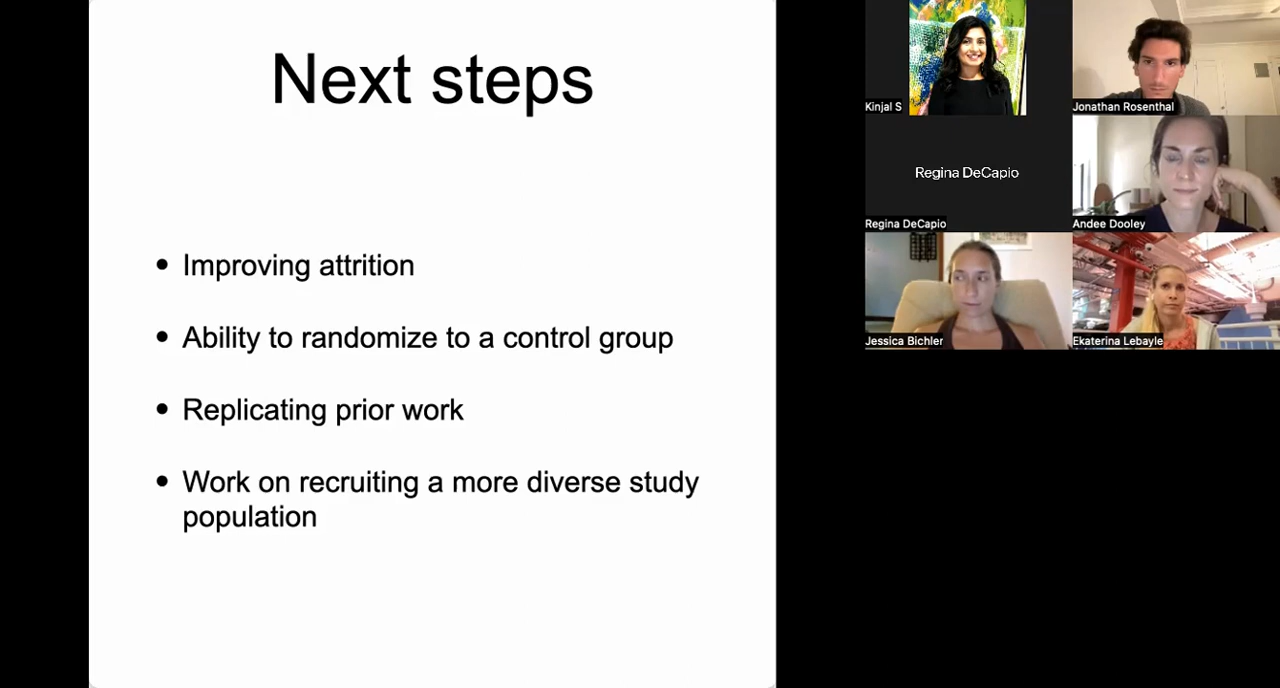 Next steps
• Improving attrition
• Ability to randomize to a control group
• Replicating prior work
• Work on recruiting a more diverse study
population
Kinjal S
Jonathan Rosenthal
Regina DeCapio
Regina DeCapio
Andee Dooley
Jessica Bichler
Ekaterina Lebayle